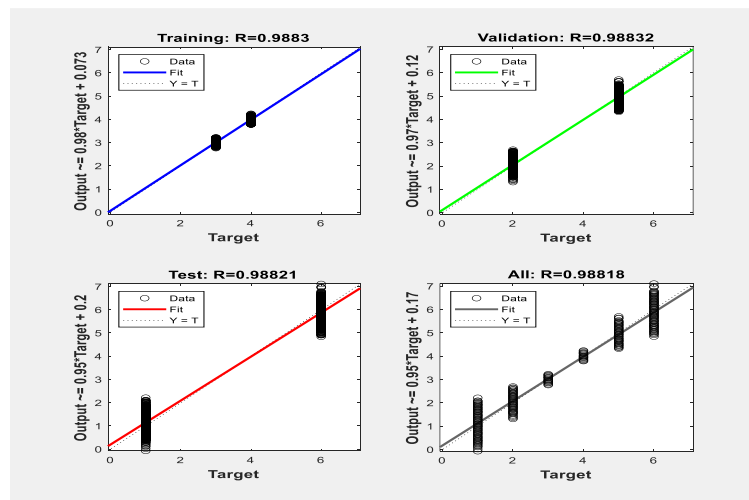 Training: R=0.9883
Output ~= 0.98*Target + 0.073
7
6
5
4
3
2
1
0
Data
Fit
Y = T
0 2 4 6
Target
Validation: R=0.98832
Output ~= 0.97*Target + 0.12
7
6
5
4
3
2
1
0
Data
Fit
Y = T
0 2 4 6
Target
Test: R=0.98821
Output ~= 0.95*Target + 0.2
7
6
5
4
3
2
1
0
Data
Fit
Y = T
0 2 4 6
Target
All: R=0.98818
Output ~= 0.95*Target + 0.17
7
6
5
4
3
2
1
0
Data
Fit
Y = T
0 2 4 6
Target